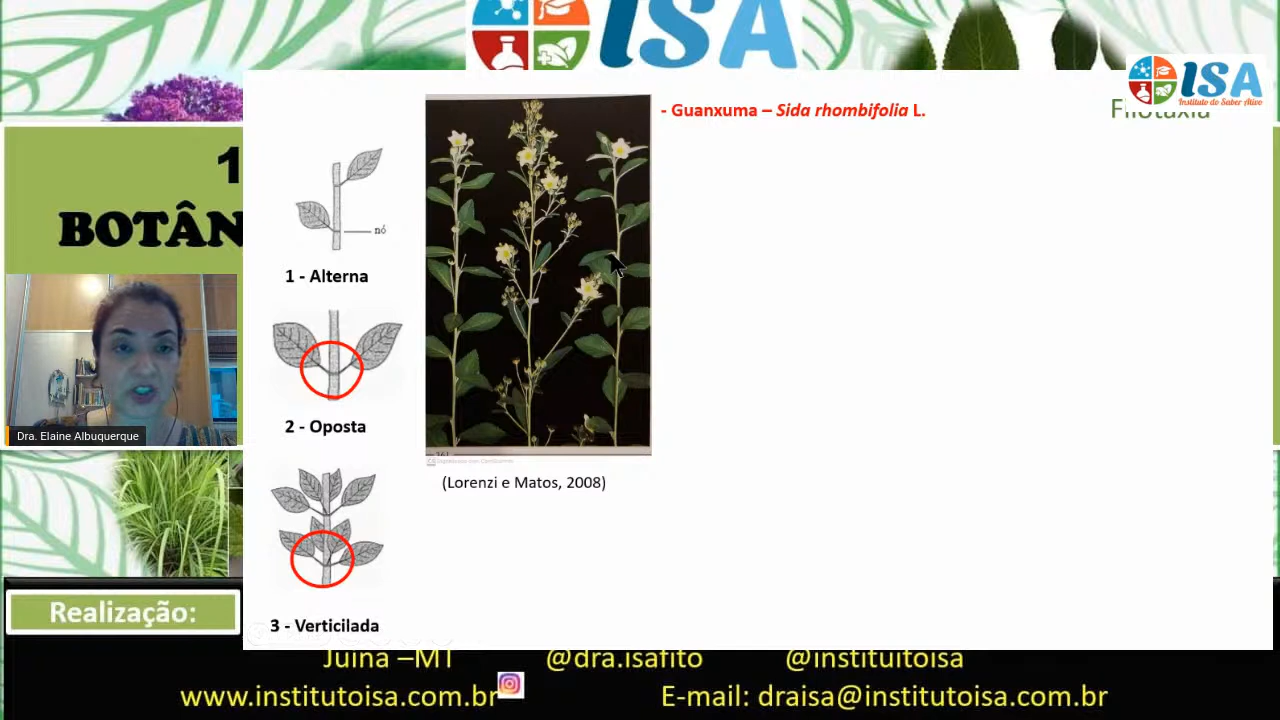 ISA
ISA
Instituto do Saber Ativo
Filotaxia
- Guanxuma – Sida rhombifolia L.
1
BOTÂN
nó
1 - Alterna
2 - Oposta
Dra. Elaine Albuquerque
(Lorenzi e Matos, 2008)
3 - Verticilada
Realização:
Juína –MT @dra.isafito @instituitoisa
www.institutoisa.com.br E-mail: draisa@institutoisa.com.br